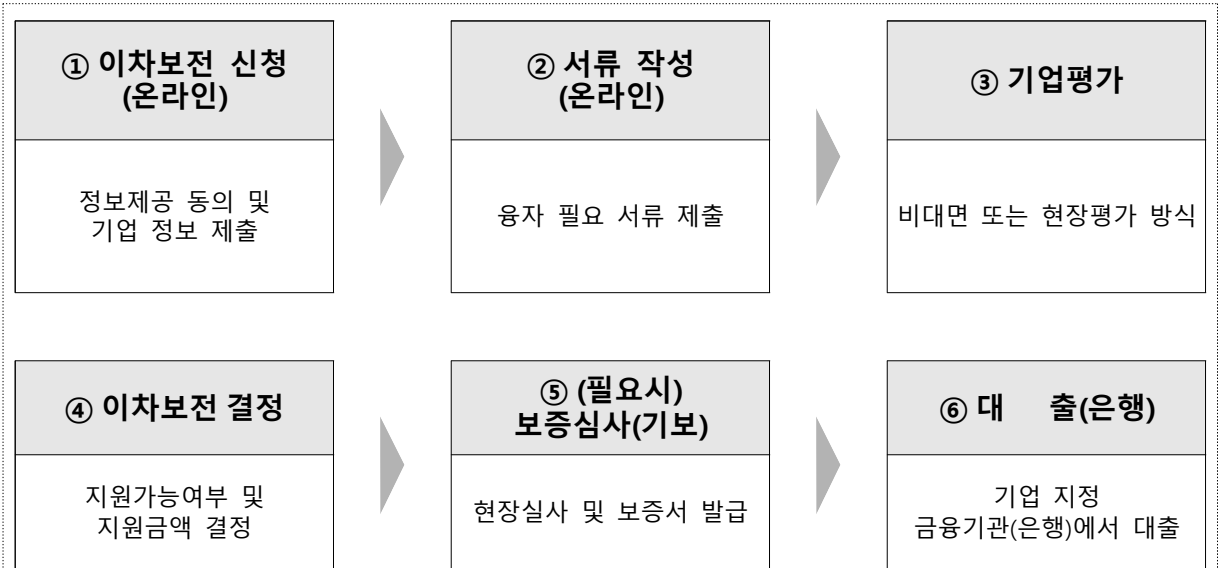 ① 이차보전 신청
(온라인)
정보제공 동의 및
기업 정보 제출
② 서류 작성
(온라인)
융자 필요 서류 제출
③ 기업평가
비대면 또는 현장평가 방식
④ 이차보전 결정
지원가능여부 및
지원금액 결정
⑤ (필요시)
보증심사(기보)
현장실사 및 보증서 발급
⑥ 대 출(은행)
기업 지정
금융기관(은행)에서 대출